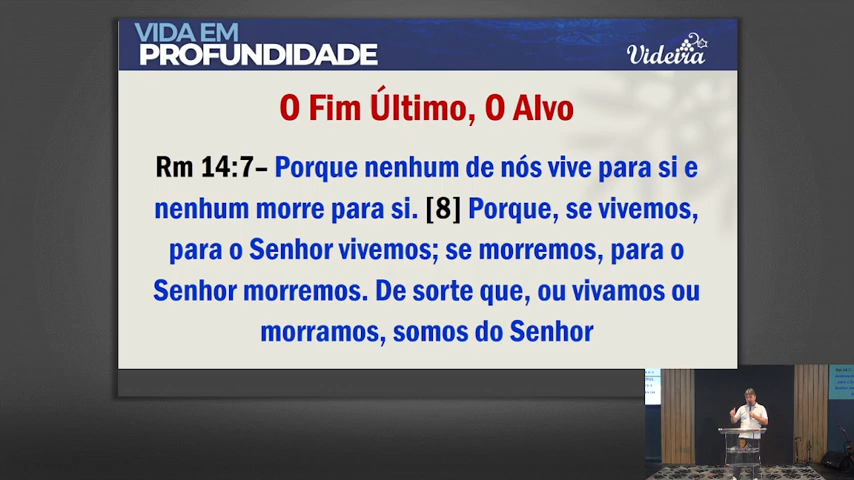 VIDA EM
PROFUNDIDADE
Videira
O Fim Último, O Alvo
Rm 14:7– Porque nenhum de nós vive para si e
nenhum morre para si. [8] Porque, se vivemos,
para o Senhor vivemos; se morremos, para o
Senhor morremos. De sorte que, ou vivamos ou
morramos, somos do Senhor